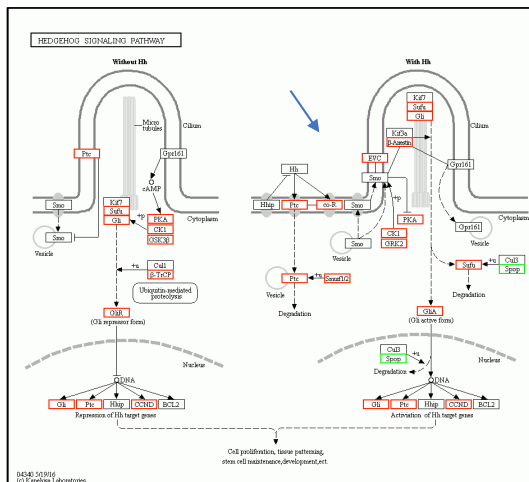 HEDGEHOG SIGNALING PATHWAY
Without Hh
With Hh
Micro
tubules
Cilium
Ptc
Gpr161
cAMP
Kif7
Sufu
Gli
+p
PKA
CK1
GSK3β
Cytoplasm
Smo
Smo
Vesicle
+u
Cul1
β-TrCP
Ubiquitin-mediated
proteolysis
GliR
(Gli repressor form)
Nucleus
DNA
Gli
Ptc
Hhip
CCND
BCL2
Repression of Hh target genes
Kif7
Sufu
Gli
Cilium
Kif3a
β-Arrestin
EVC
Smo
Gpr161
Hh
Hhip
Ptc
co-R
Smo
+p
PKA
CK1
GRK2
Cytoplasm
Smo
Vesicle
Gpr161
Vesicle
Ptc
+u
Smurf1/2
Vesicle
Degradation
Sufu
+u
Cul3
Spop
Degradation
GliA
(Gli active form)
Cul3
Spop
+u
Degradation
Nucleus
DNA
Gli
Ptc
Hhip
CCND
BCL2
Activiation of Hh target genes
Cell proliferation, tissue patterning,
stem cell maintenance,development,ect.
04340 5/19/16
(c) Kanehisa Laboratories